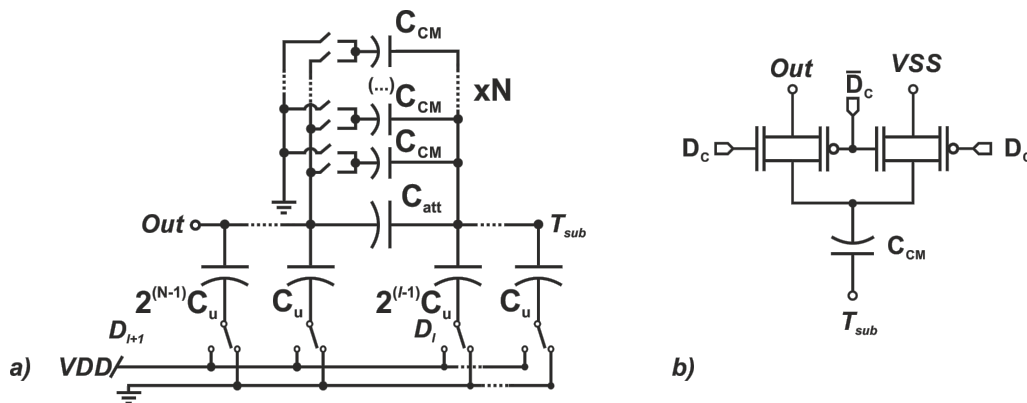 C_CM
(...)
C_CM
xN
C_CM
C_att
Out
T_sub
2^(N-1)C_u
C_u
2^(l-1)C_u
C_u
D_l+1
D_l
VDD
a)
Out
D̅_C
VSS
D_C
D_C
C_CM
T_sub
b)